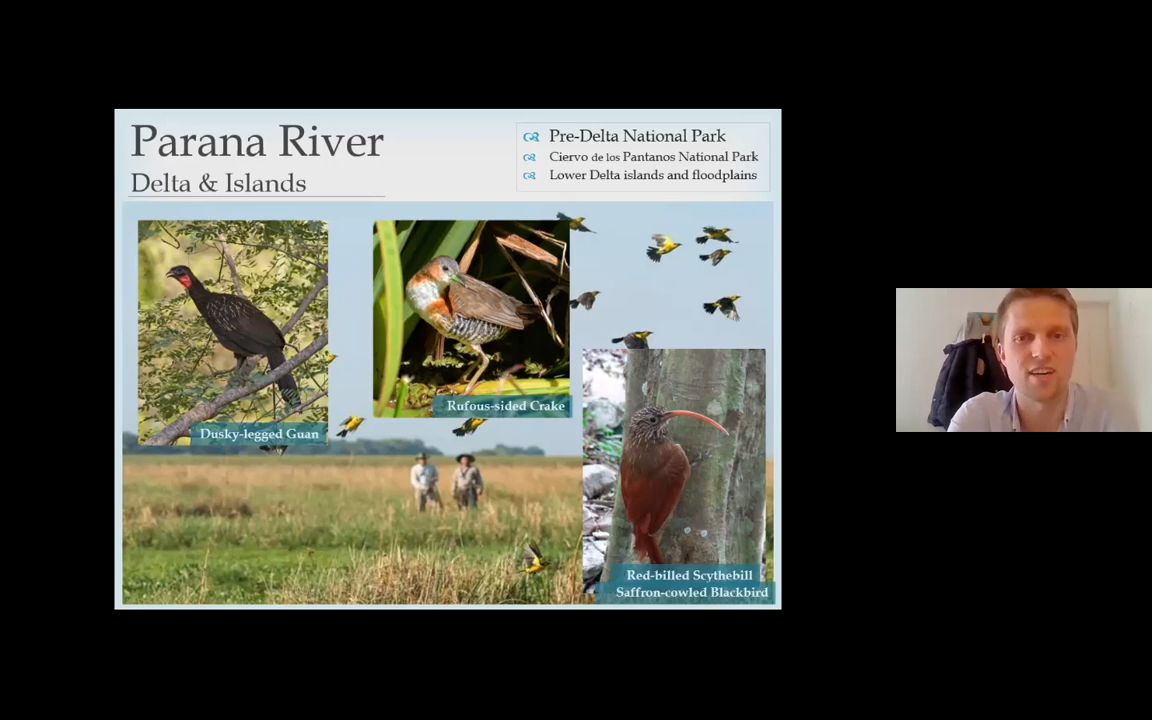 Parana River
Delta & Islands
Pre-Delta National Park
Ciervo de los Pantanos National Park
Lower Delta islands and floodplains
Dusky-legged Guan
Rufous-sided Crake
Red-billed Scythebill
Saffron-cowled Blackbird